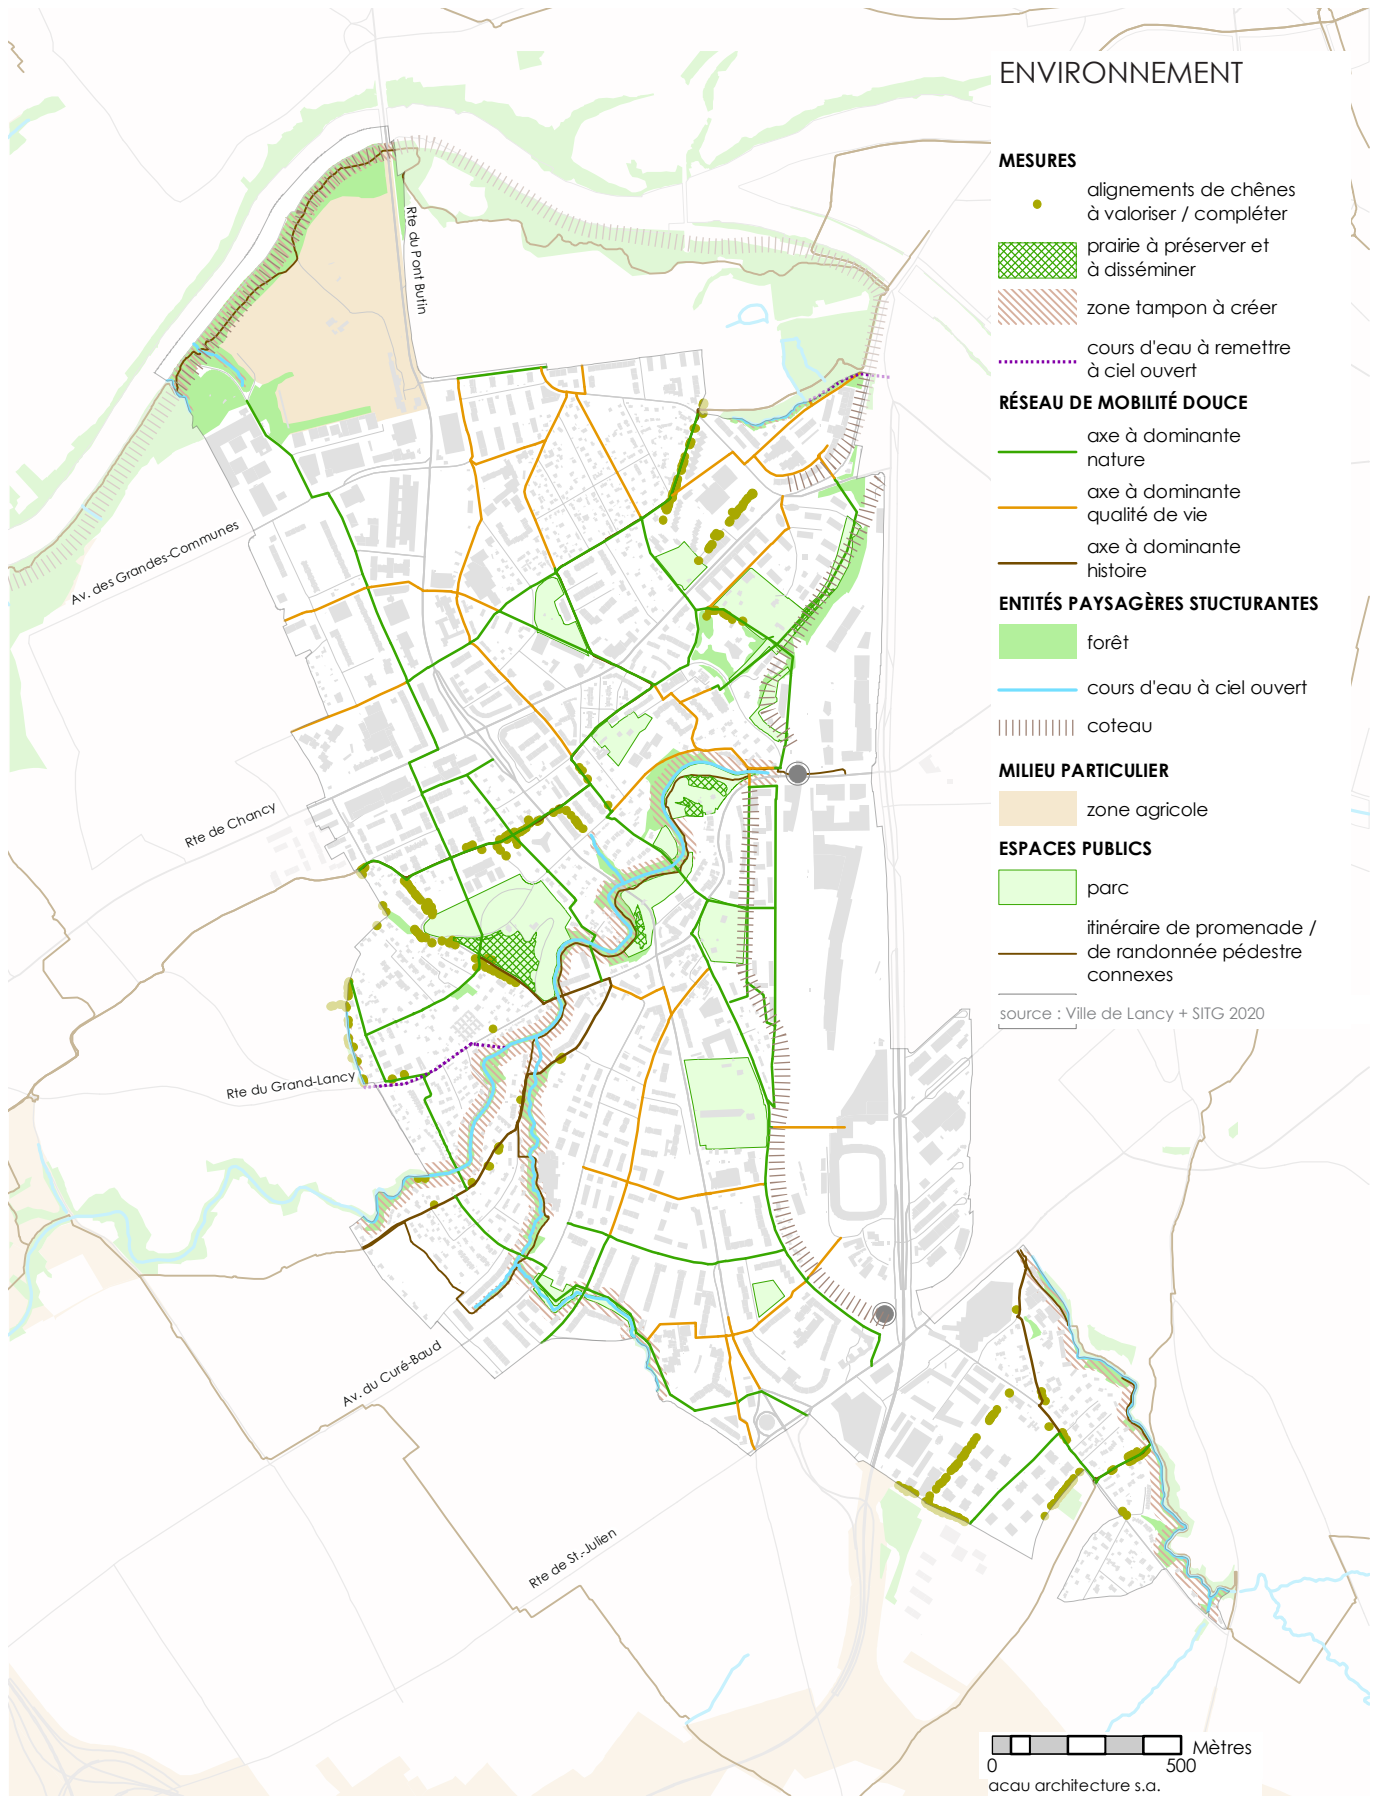 ENVIRONNEMENT
MESURES
alignements de chênes
à valoriser / compléter
prairie à préserver et
à disséminer
zone tampon à créer
cours d'eau à remettre
à ciel ouvert
RÉSEAU DE MOBILITÉ DOUCE
axe à dominante
nature
axe à dominante
qualité de vie
axe à dominante
histoire
ENTITÉS PAYSAGÈRES STUCTURANTES
forêt
cours d'eau à ciel ouvert
coteau
MILIEU PARTICULIER
zone agricole
ESPACES PUBLICS
parc
itinéraire de promenade /
de randonnée pédestre
connexes
source : Ville de Lancy + SITG 2020
Rte du Pont Butin
Av. des Grandes-Communes
Rte de Chancy
Rte du Grand-Lancy
Av. du Curé-Baud
Rte de St.-Julien
Mètres
0 500
acau architecture s.a.